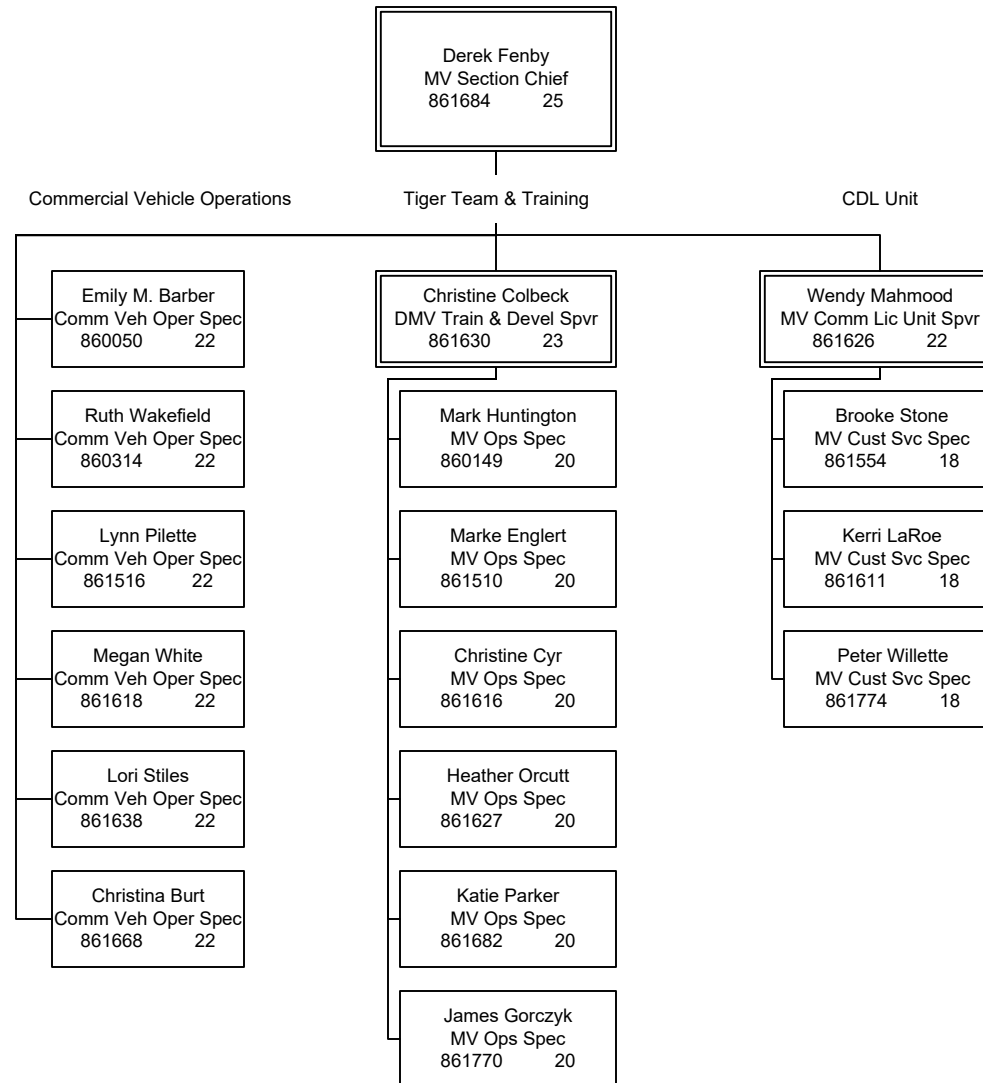 Derek Fenby
MV Section Chief
861684 25
Commercial Vehicle Operations
Tiger Team & Training
CDL Unit
Emily M. Barber
Comm Veh Oper Spec
860050 22
Ruth Wakefield
Comm Veh Oper Spec
860314 22
Lynn Pilette
Comm Veh Oper Spec
861516 22
Megan White
Comm Veh Oper Spec
861618 22
Lori Stiles
Comm Veh Oper Spec
861638 22
Christina Burt
Comm Veh Oper Spec
861668 22
Christine Colbeck
DMV Train & Devel Spvr
861630 23
Mark Huntington
MV Ops Spec
860149 20
Marke Englert
MV Ops Spec
861510 20
Christine Cyr
MV Ops Spec
861616 20
Heather Orcutt
MV Ops Spec
861627 20
Katie Parker
MV Ops Spec
861682 20
James Gorczyk
MV Ops Spec
861770 20
Wendy Mahmood
MV Comm Lic Unit Spvr
861626 22
Brooke Stone
MV Cust Svc Spec
861554 18
Kerri LaRoe
MV Cust Svc Spec
861611 18
Peter Willette
MV Cust Svc Spec
861774 18